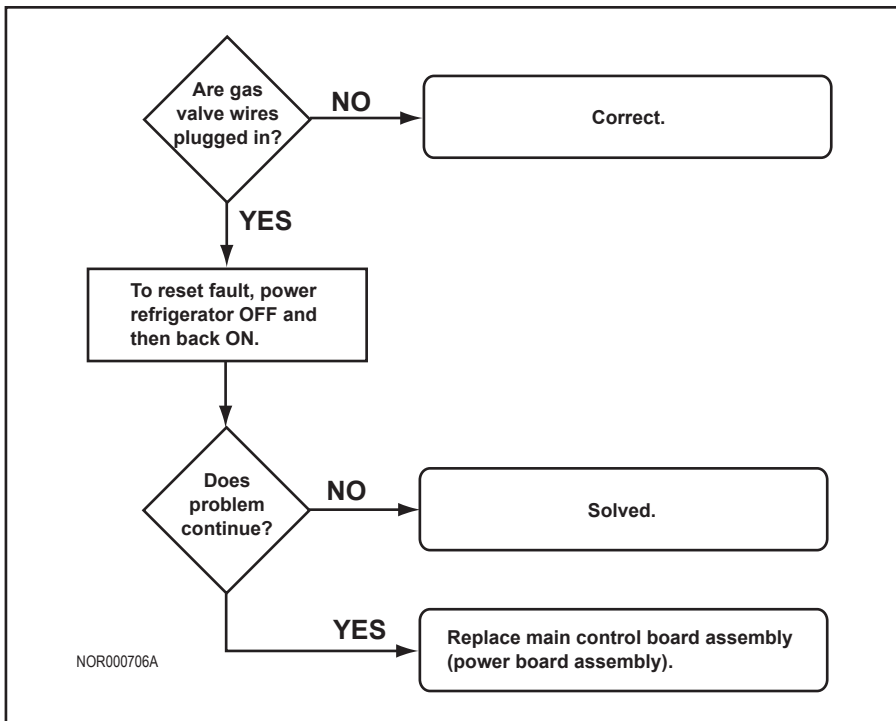 Are gas
valve wires
plugged in?
NO
Correct.
YES
To reset fault, power
refrigerator OFF and
then back ON.
Does
problem
continue?
NO
Solved.
YES
Replace main control board assembly
(power board assembly).
NOR000706A